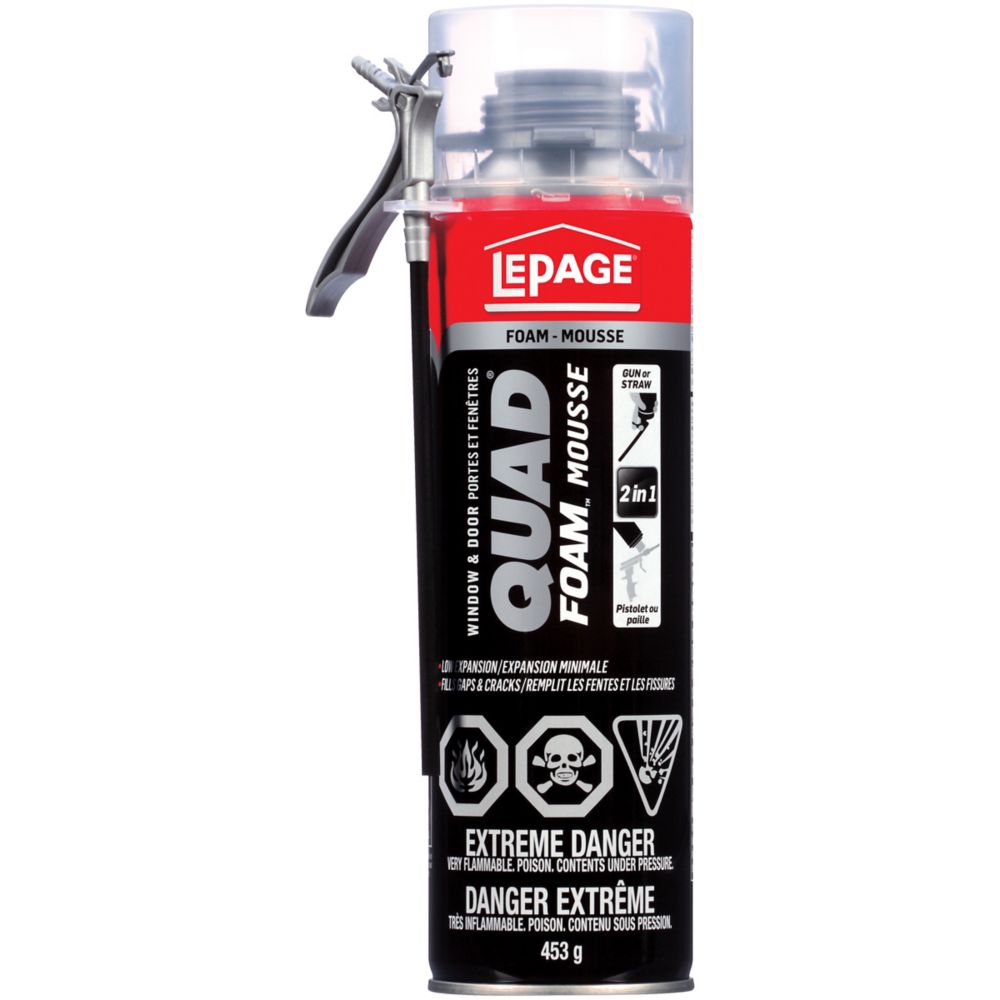 LEPAGE®
FOAM - MOUSSE
WINDOW & DOOR PORTES ET FENÊTRES
QUAD®
FOAM™ MOUSSE
GUN or
STRAW
2 in 1
Pistolet ou
paille
• LOW EXPANSION/EXPANSION MINIMALE
• FILLS GAPS & CRACKS/REMPLIT LES FENTES ET LES FISSURES
EXTREME DANGER
VERY FLAMMABLE. POISON. CONTENTS UNDER PRESSURE.
DANGER EXTRÊME
TRÈS INFLAMMABLE. POISON. CONTENU SOUS PRESSION.
453 g